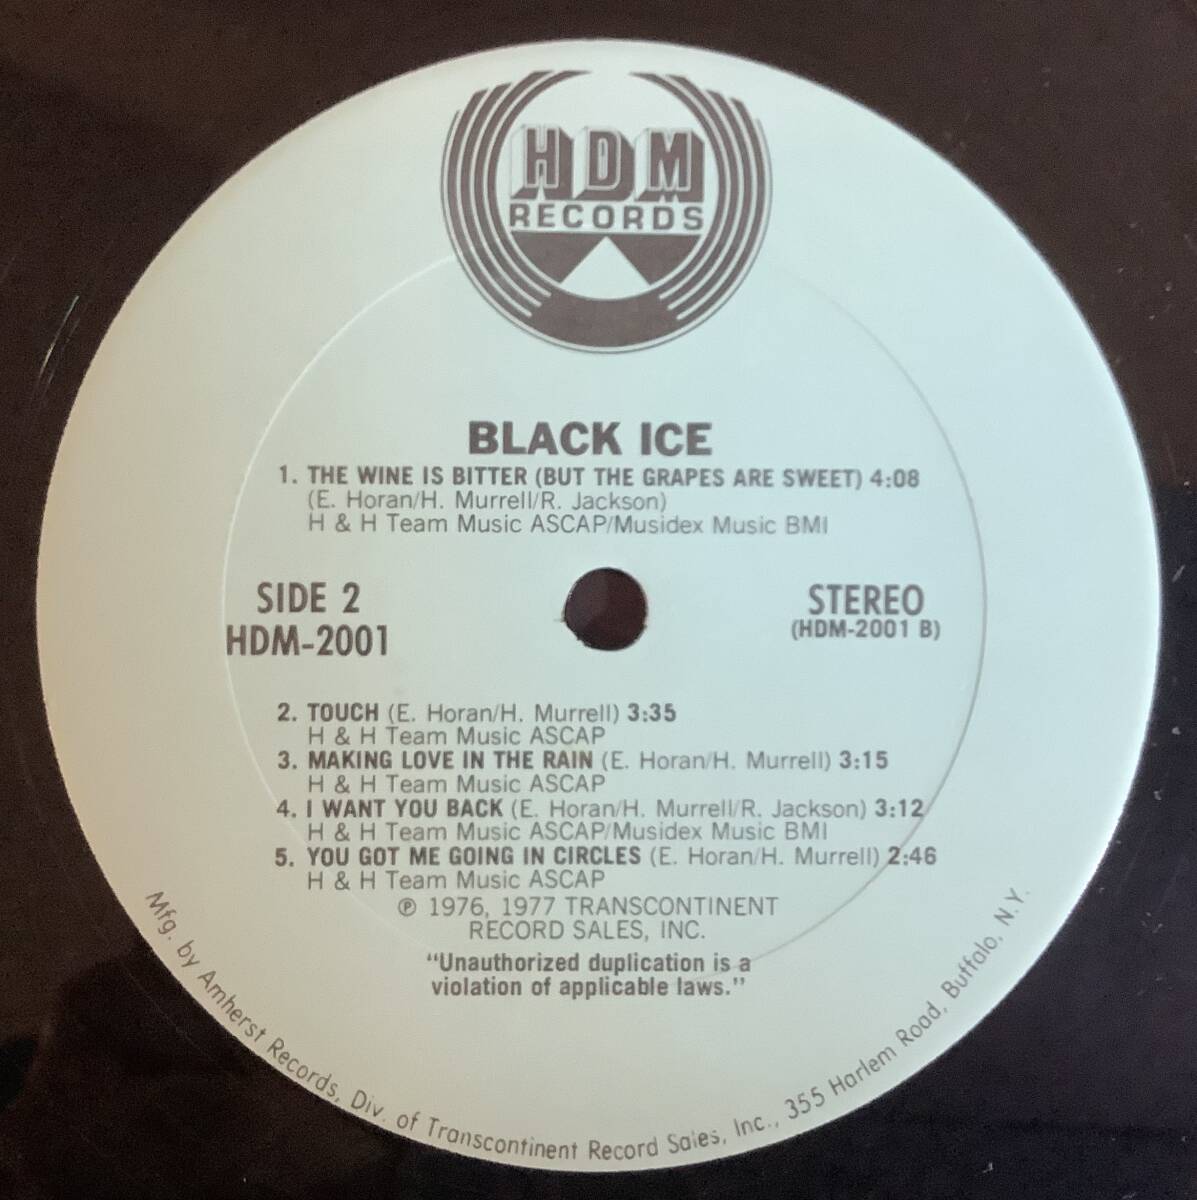 HDM
RECORDS
BLACK ICE
1. THE WINE IS BITTER (BUT THE GRAPES ARE SWEET) 4:08
(E. Horan/H. Murrell/R. Jackson)
H & H Team Music ASCAP/Musidex Music BMI
SIDE 2
HDM-2001
STEREO
(HDM-2001 B)
2. TOUCH (E. Horan/H. Murrell) 3:35
H & H Team Music ASCAP
3. MAKING LOVE IN THE RAIN (E. Horan/H. Murrell) 3:15
H & H Team Music ASCAP
4. I WANT YOU BACK (E. Horan/H. Murrell/R. Jackson) 3:12
H & H Team Music ASCAP/Musidex Music BMI
5. YOU GOT ME GOING IN CIRCLES (E. Horan/H. Murrell) 2:46
H & H Team Music ASCAP
℗ 1976, 1977 TRANSCONTINENT
RECORD SALES, INC.
"Unauthorized duplication is a
violation of applicable laws."
Mfg. by Amherst Records, Div. of Transcontinent Record Sales, Inc., 355 Harlem Road, Buffalo, N.Y.